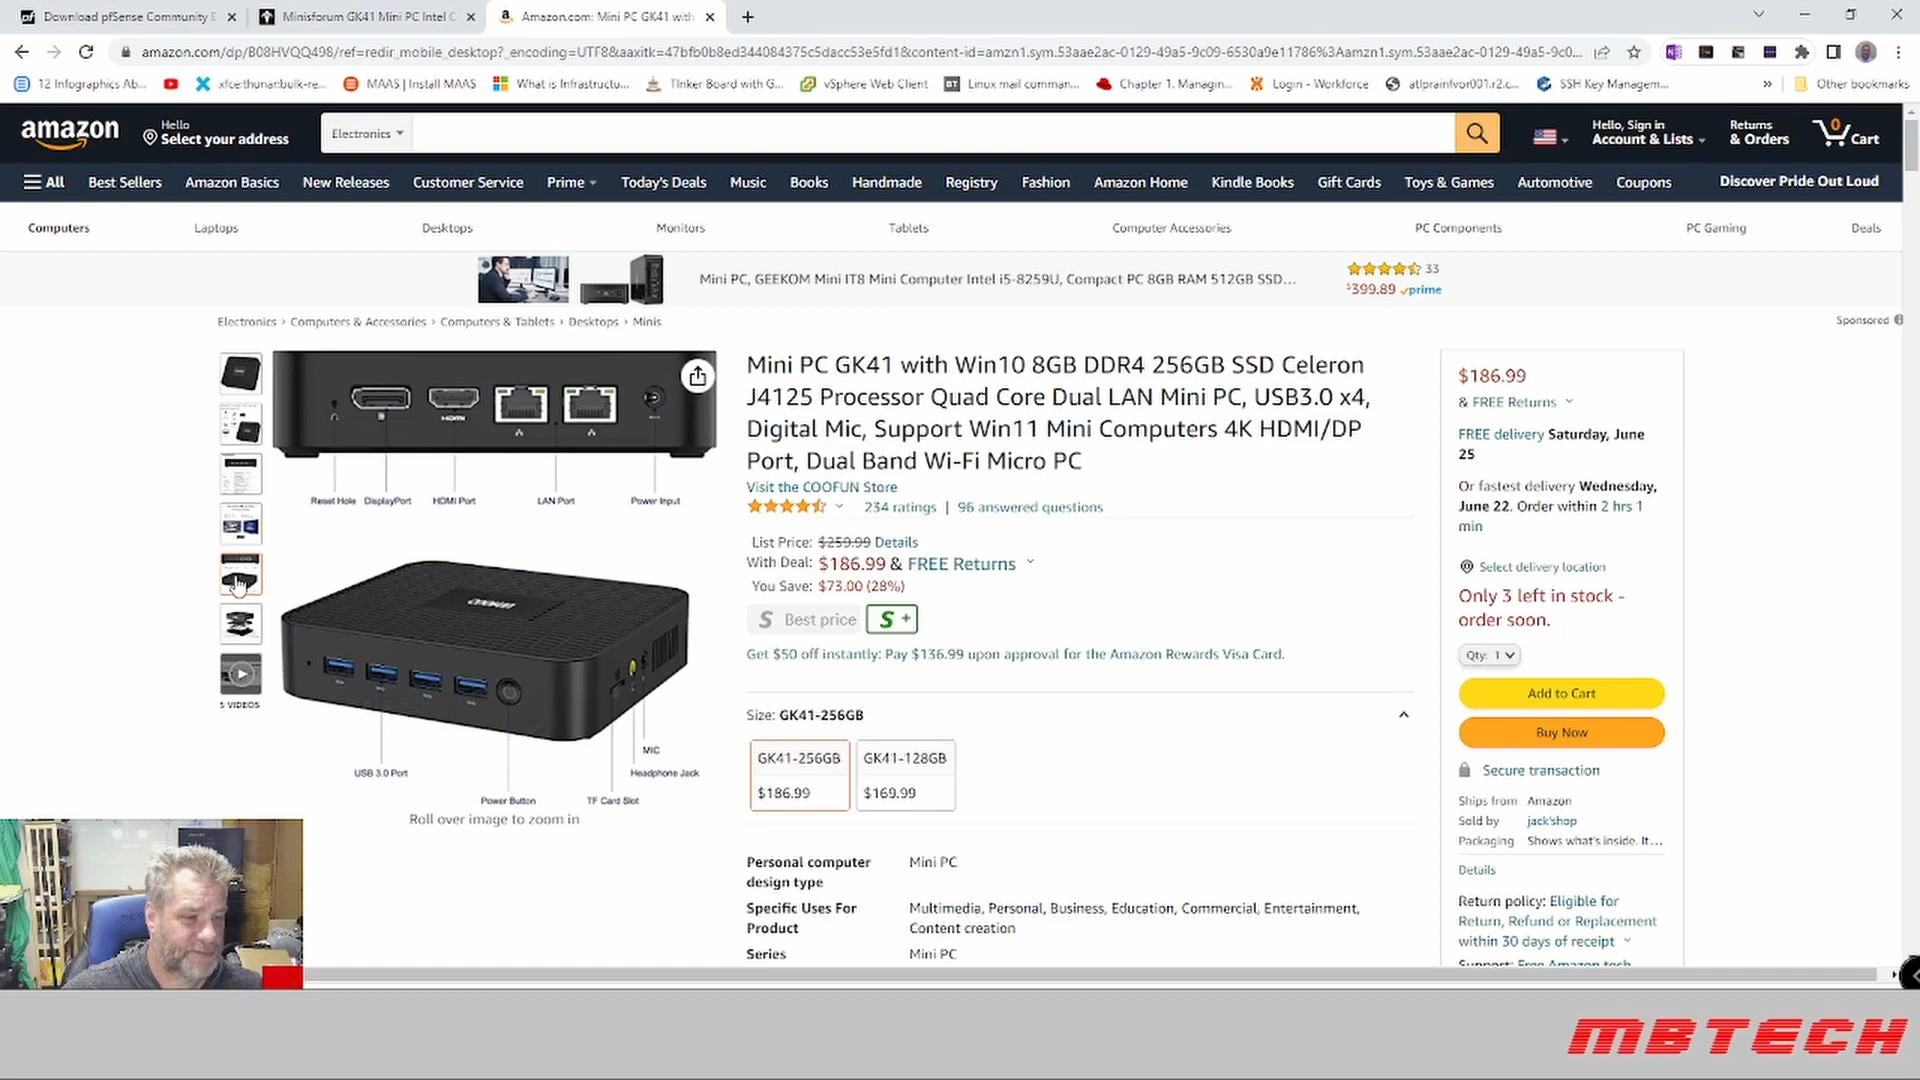 Download pfSense Community E
Minisforum GK41 Mini PC Intel C
Amazon.com: Mini PC GK41 with
amazon.com/dp/B08HVQQ498/ref=redir_mobile_desktop?_encoding=UTF8&aaxitk=47bfb0b8ed344084375c5dacc53e5fd1&content-id=amzn1.sym.53aae2ac-0129-49a5-9c09-6530a9e11786%3Aamzn1.sym.53aae2ac-0129-49a5-9c0...
12 Infographics Ab...
xfce:thunar:bulk-re...
MAAS | Install MAAS
What is Infrastructu...
TInker Board with G...
vSphere Web Client
Linux mail comman...
Chapter 1. Managin...
Login - Workforce
SSH Key Managem...
»
Other bookmarks
amazon
Hello
Select your address
Electronics
Hello, Sign in
Account & Lists
Returns
& Orders
0
Cart
All
Best Sellers
Amazon Basics
New Releases
Customer Service
Prime
Today's Deals
Music
Books
Handmade
Registry
Fashion
Amazon Home
Kindle Books
Gift Cards
Toys & Games
Automotive
Coupons
Discover Pride Out Loud
Computers
Laptops
Desktops
Monitors
Tablets
Computer Accessories
PC Components
PC Gaming
Deals
Mini PC, GEEKOM Mini IT8 Mini Computer Intel i5-8259U, Compact PC 8GB RAM 512GB SSD...
33
$399.89 prime
Electronics › Computers & Accessories › Computers & Tablets › Desktops › Minis
Sponsored
HDMI
Reset Hole
DisplayPort
HDMI Port
LAN Port
Power Input
USB 3.0 Port
Power Button
TF Card Slot
MIC
Headphone Jack
Roll over image to zoom in
5 VIDEOS
Mini PC GK41 with Win10 8GB DDR4 256GB SSD Celeron
J4125 Processor Quad Core Dual LAN Mini PC, USB3.0 x4,
Digital Mic, Support Win11 Mini Computers 4K HDMI/DP
Port, Dual Band Wi-Fi Micro PC
Visit the COOFUN Store
234 ratings | 96 answered questions
List Price: $259.99 Details
With Deal: $186.99 & FREE Returns
You Save: $73.00 (28%)
S Best price
S +
Get $50 off instantly: Pay $136.99 upon approval for the Amazon Rewards Visa Card.
Size: GK41-256GB
GK41-256GB
$186.99
GK41-128GB
$169.99
Personal computer
design type
Mini PC
Specific Uses For
Product
Multimedia, Personal, Business, Education, Commercial, Entertainment,
Content creation
Series
Mini PC
$186.99
& FREE Returns
FREE delivery Saturday, June
25
Or fastest delivery Wednesday,
June 22. Order within 2 hrs 1
min
Select delivery location
Only 3 left in stock -
order soon.
Qty: 1
Add to Cart
Buy Now
Secure transaction
Ships from Amazon
Sold by jack'shop
Packaging Shows what's inside. It...
Details
Return policy: Eligible for
Return, Refund or Replacement
within 30 days of receipt
Support: Free Amazon tech
MBTECH